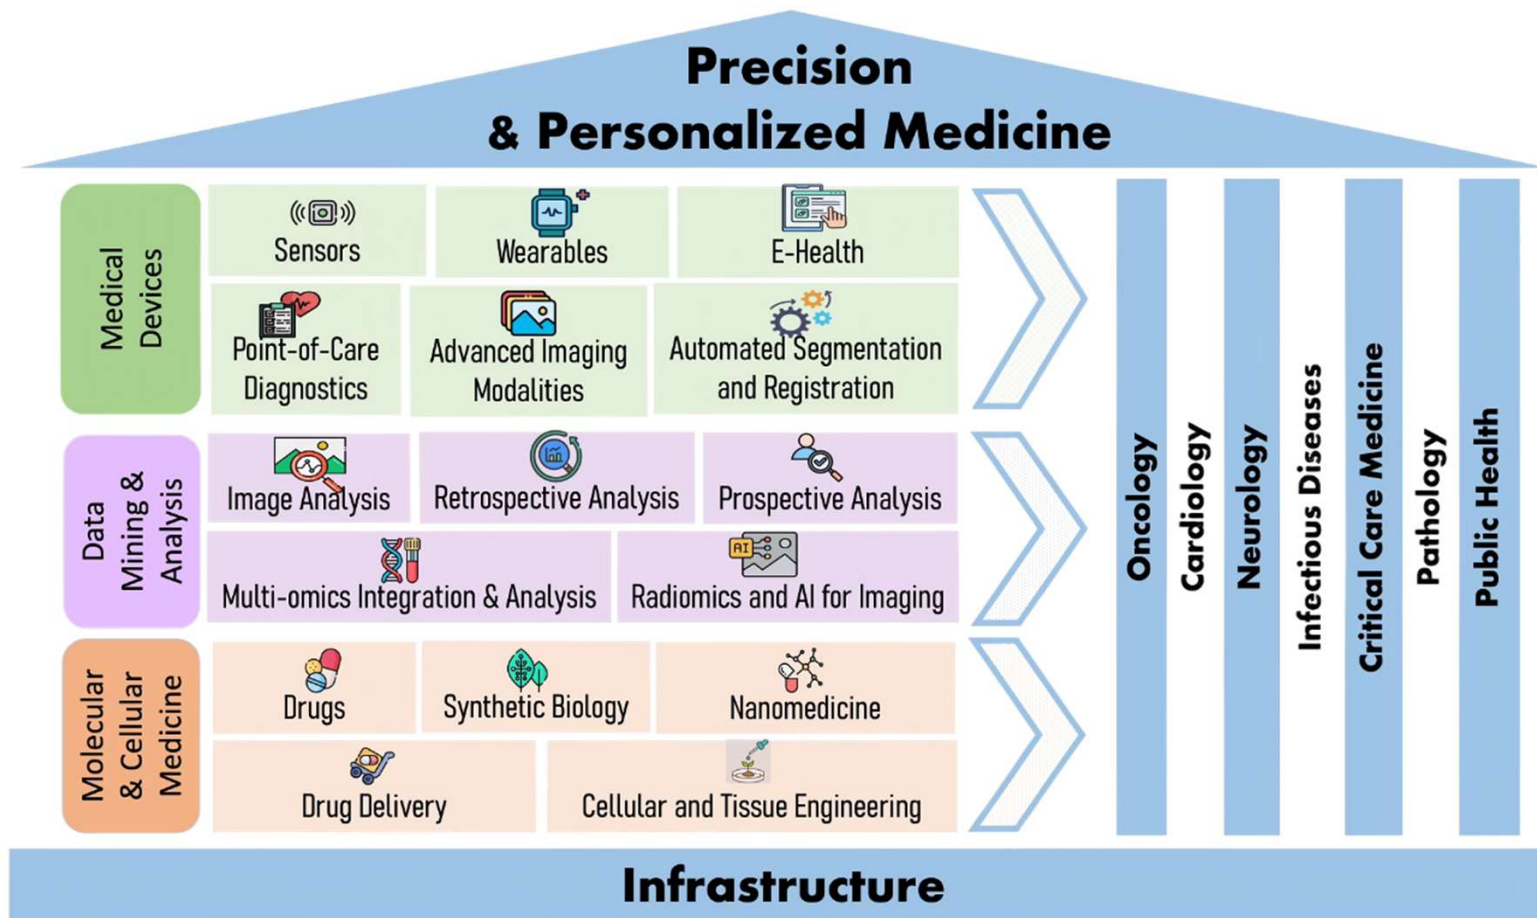 Precision
& Personalized Medicine
Medical
Devices
Sensors
Wearables
E-Health
Point-of-Care
Diagnostics
Advanced Imaging
Modalities
Automated Segmentation
and Registration
Data
Mining &
Analysis
Image Analysis
Retrospective Analysis
Prospective Analysis
Multi-omics Integration & Analysis
AI
Radiomics and AI for Imaging
Molecular
& Cellular
Medicine
Drugs
Synthetic Biology
Nanomedicine
Drug Delivery
Cellular and Tissue Engineering
Oncology
Cardiology
Neurology
Infectious Diseases
Critical Care Medicine
Pathology
Public Health
Infrastructure